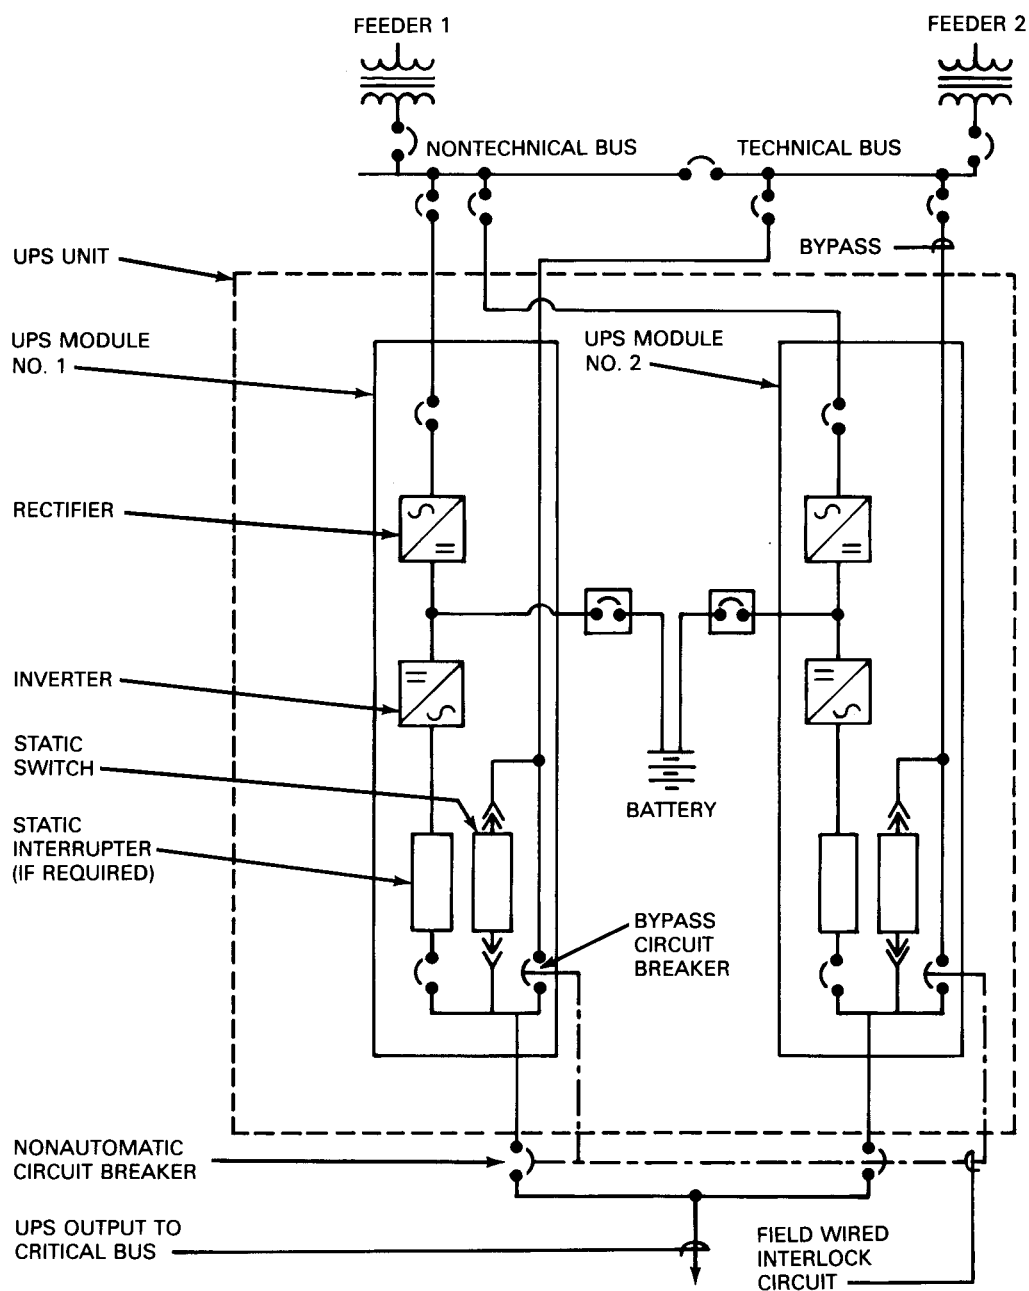 FEEDER 1
FEEDER 2
NONTECHNICAL BUS
TECHNICAL BUS
BYPASS
UPS UNIT
UPS MODULE
NO. 1
UPS MODULE
NO. 2
RECTIFIER
INVERTER
STATIC
SWITCH
BATTERY
STATIC
INTERRUPTER
(IF REQUIRED)
BYPASS
CIRCUIT
BREAKER
NONAUTOMATIC
CIRCUIT BREAKER
UPS OUTPUT TO
CRITICAL BUS
FIELD WIRED
INTERLOCK
CIRCUIT